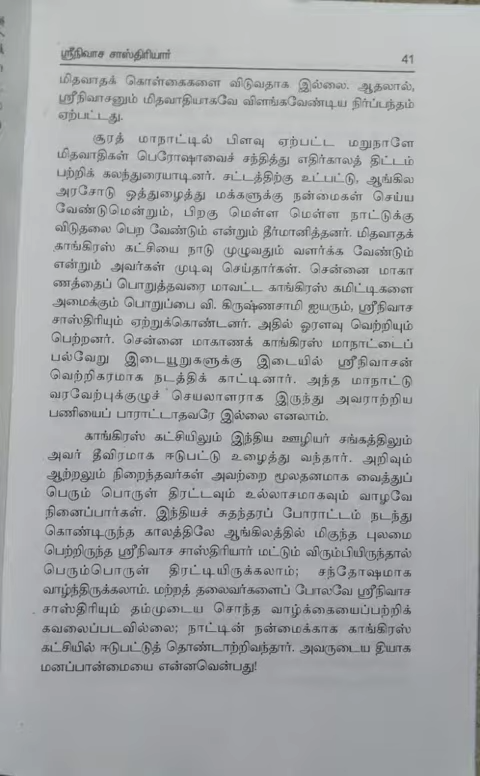 ஸ்ரீநிவாச சாஸ்திரியார் 41
மிதவாதக் கொள்கைகளை விடுவதாக இல்லை. ஆதலால்,
ஸ்ரீநிவாசனும் மிதவாதியாகவே விளங்கவேண்டிய நிர்ப்பந்தம்
ஏற்பட்டது.
சூரத் மாநாட்டில் பிளவு ஏற்பட்ட மறுநாளே
மிதவாதிகள் பெரோஷாவைச் சந்தித்து எதிர்காலத் திட்டம்
பற்றிக் கலந்துரையாடினர். சட்டத்திற்கு உட்பட்டு, ஆங்கில
அரசோடு ஒத்துழைத்து மக்களுக்கு நன்மைகள் செய்ய
வேண்டுமென்றும், பிறகு மெள்ள மெள்ள நாட்டுக்கு
விடுதலை பெற வேண்டும் என்றும் தீர்மானித்தனர். மிதவாதக்
காங்கிரஸ் கட்சியை நாடு முழுவதும் வளர்க்க வேண்டும்
என்றும் அவர்கள் முடிவு செய்தார்கள். சென்னை மாகா
ணத்தைப் பொறுத்தவரை மாவட்ட காங்கிரஸ் கமிட்டிகளை
அமைக்கும் பொறுப்பை வி. கிருஷ்ணசாமி ஐயரும், ஸ்ரீநிவாச
சாஸ்திரியும் ஏற்றுக்கொண்டனர். அதில் ஓரளவு வெற்றியும்
பெற்றனர். சென்னை மாகாணக் காங்கிரஸ் மாநாட்டைப்
பல்வேறு இடையூறுகளுக்கு இடையில் ஸ்ரீநிவாசன்
வெற்றிகரமாக நடத்திக் காட்டினார். அந்த மாநாட்டு
வரவேற்புக்குழுச் செயலாளராக இருந்து அவராற்றிய
பணியைப் பாராட்டாதவரே இல்லை எனலாம்.
காங்கிரஸ் கட்சியிலும் இந்திய ஊழியர் சங்கத்திலும்
அவர் தீவிரமாக ஈடுபட்டு உழைத்து வந்தார். அறிவும்
ஆற்றலும் நிறைந்தவர்கள் அவற்றை மூலதனமாக வைத்துப்
பெரும் பொருள் திரட்டவும் உல்லாசமாகவும் வாழவே
நினைப்பார்கள். இந்தியச் சுதந்தரப் போராட்டம் நடந்து
கொண்டிருந்த காலத்திலே ஆங்கிலத்தில் மிகுந்த புலமை
பெற்றிருந்த ஸ்ரீநிவாச சாஸ்திரியார் மட்டும் விரும்பியிருந்தால்
பெரும்பொருள் திரட்டியிருக்கலாம்; சந்தோஷமாக
வாழ்ந்திருக்கலாம். மற்றத் தலைவர்களைப் போலவே ஸ்ரீநிவாச
சாஸ்திரியும் தம்முடைய சொந்த வாழ்க்கையைப்பற்றிக்
கவலைப்படவில்லை; நாட்டின் நன்மைக்காக காங்கிரஸ்
கட்சியில் ஈடுபட்டுத் தொண்டாற்றிவந்தார். அவருடைய தியாக
மனப்பான்மையை என்னவென்பது!